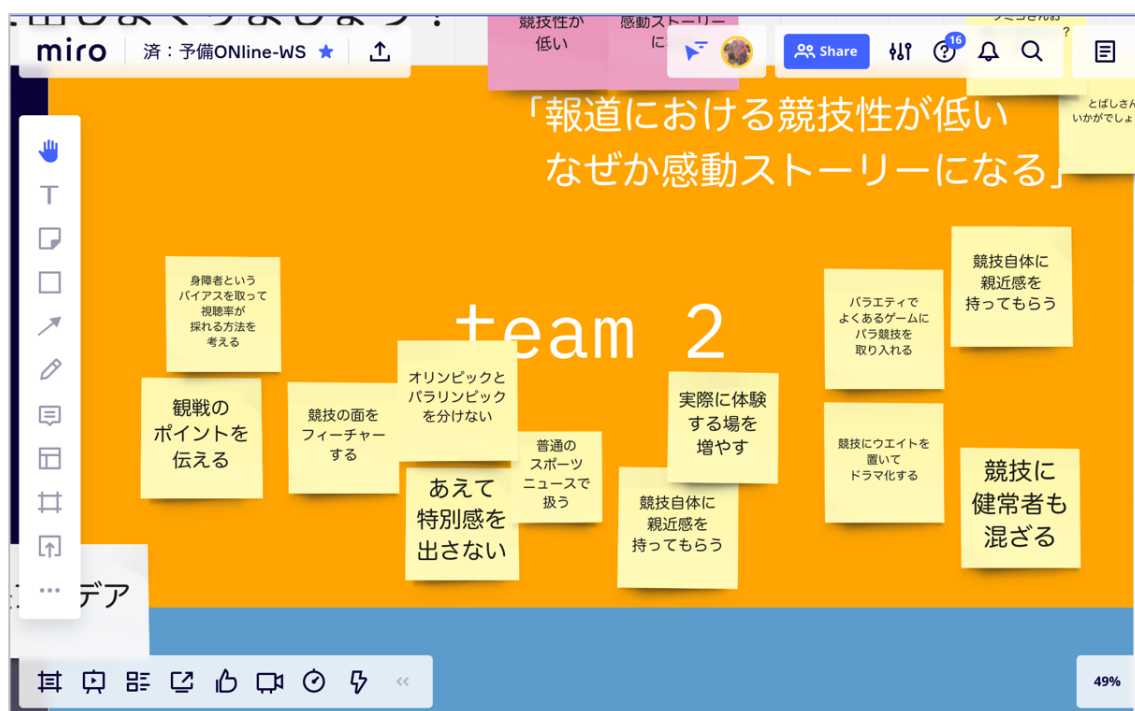 競技性が
低い
感動ストーリー
に
miro
済：予備ONline-WS
Share
16
？
とばしさん
いかがでしょ
「報道における競技性が低い
なぜか感動ストーリーになる」
team 2
身障者という
バイアスを取って
視聴率が
採れる方法を
考える
観戦の
ポイントを
伝える
競技の面を
フィーチャー
する
オリンピックと
パラリンピック
を分けない
あえて
特別感を
出さない
普通の
スポーツ
ニュースで
扱う
実際に体験
する場を
増やす
競技自体に
親近感を
持ってもらう
バラエティで
よくあるゲームに
パラ競技を
取り入れる
競技自体に
親近感を
持ってもらう
競技にウエイトを
置いて
ドラマ化する
競技に
健常者も
混ざる
デア
49%